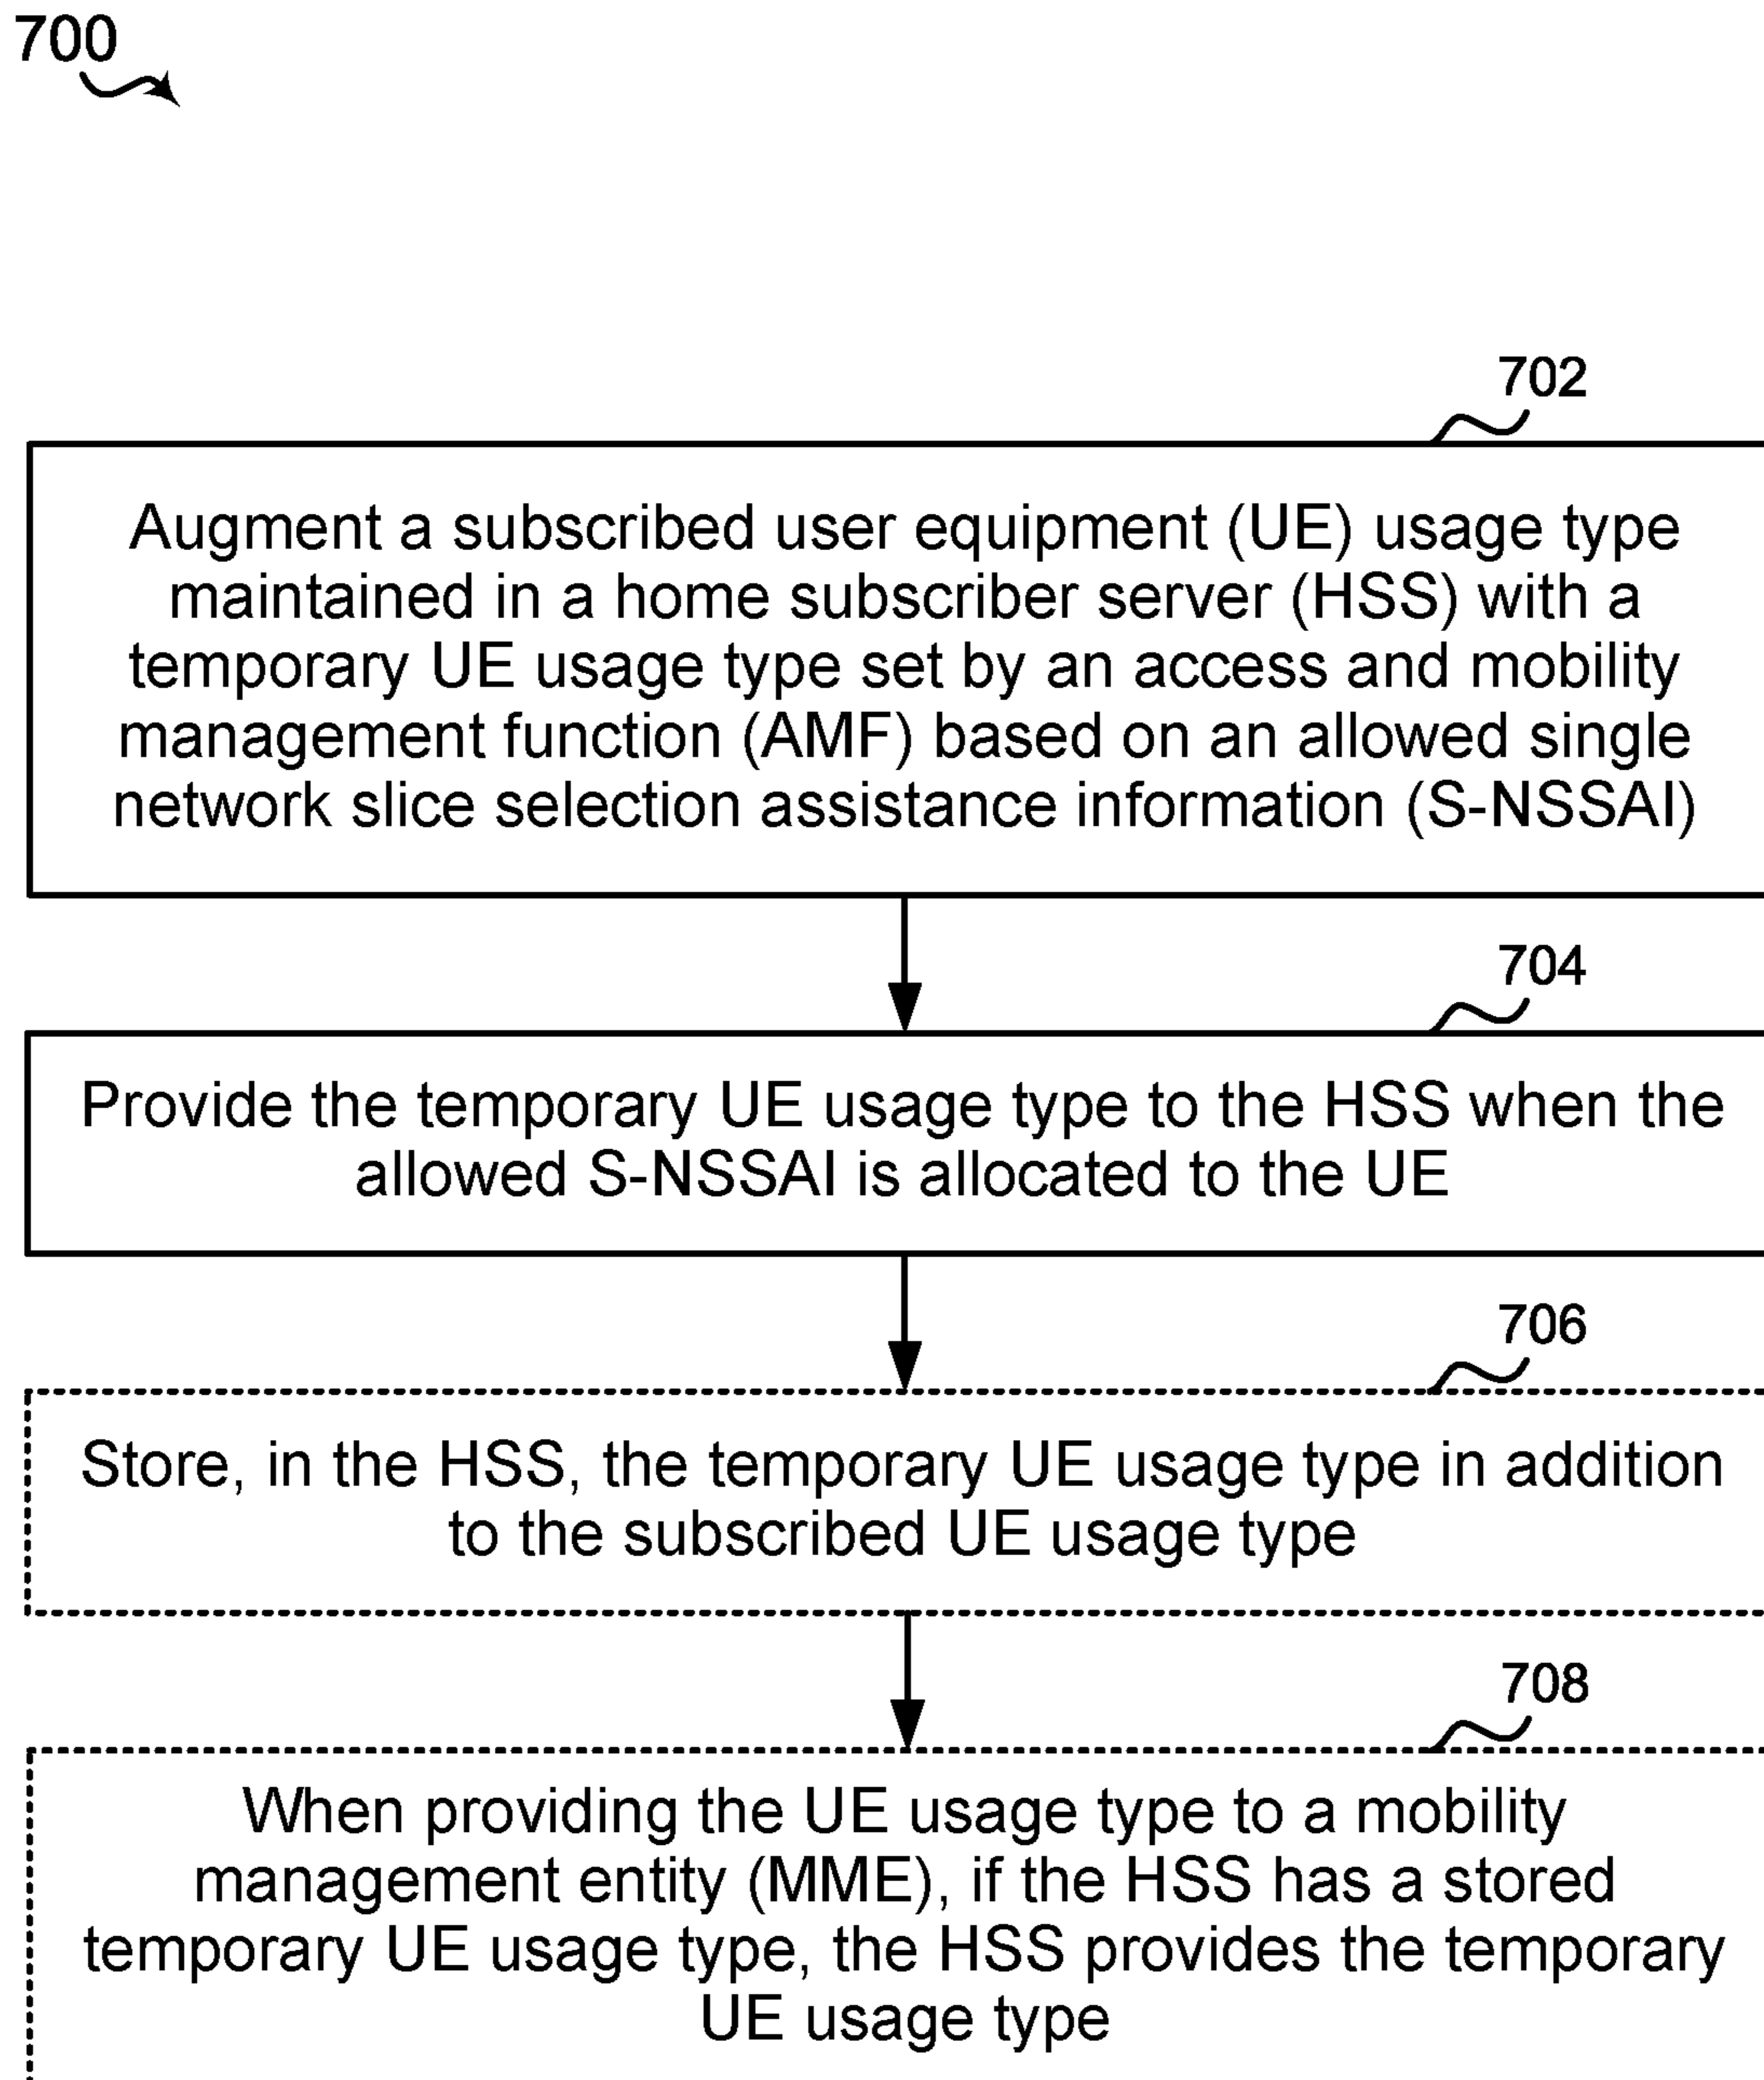 700
702
Augment a subscribed user equipment (UE) usage type
maintained in a home subscriber server (HSS) with a
temporary UE usage type set by an access and mobility
management function (AMF) based on an allowed single
network slice selection assistance information (S-NSSAI)
704
Provide the temporary UE usage type to the HSS when the
allowed S-NSSAI is allocated to the UE
706
Store, in the HSS, the temporary UE usage type in addition
to the subscribed UE usage type
708
When providing the UE usage type to a mobility
management entity (MME), if the HSS has a stored
temporary UE usage type, the HSS provides the temporary
UE usage type